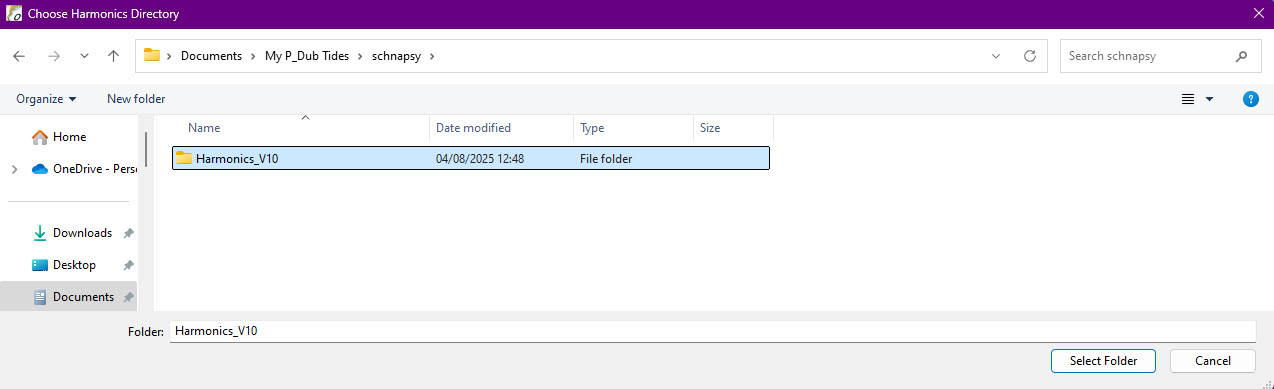 Choose Harmonics Directory
Documents My P_Dub Tides schnapsy Search schnapsy
Organize New folder ?
Name Date modified Type Size
Home
Harmonics_V10 04/08/2025 12:48 File folder
OneDrive - Perso
Downloads
Desktop
Documents
Folder: Harmonics_V10
Select Folder Cancel